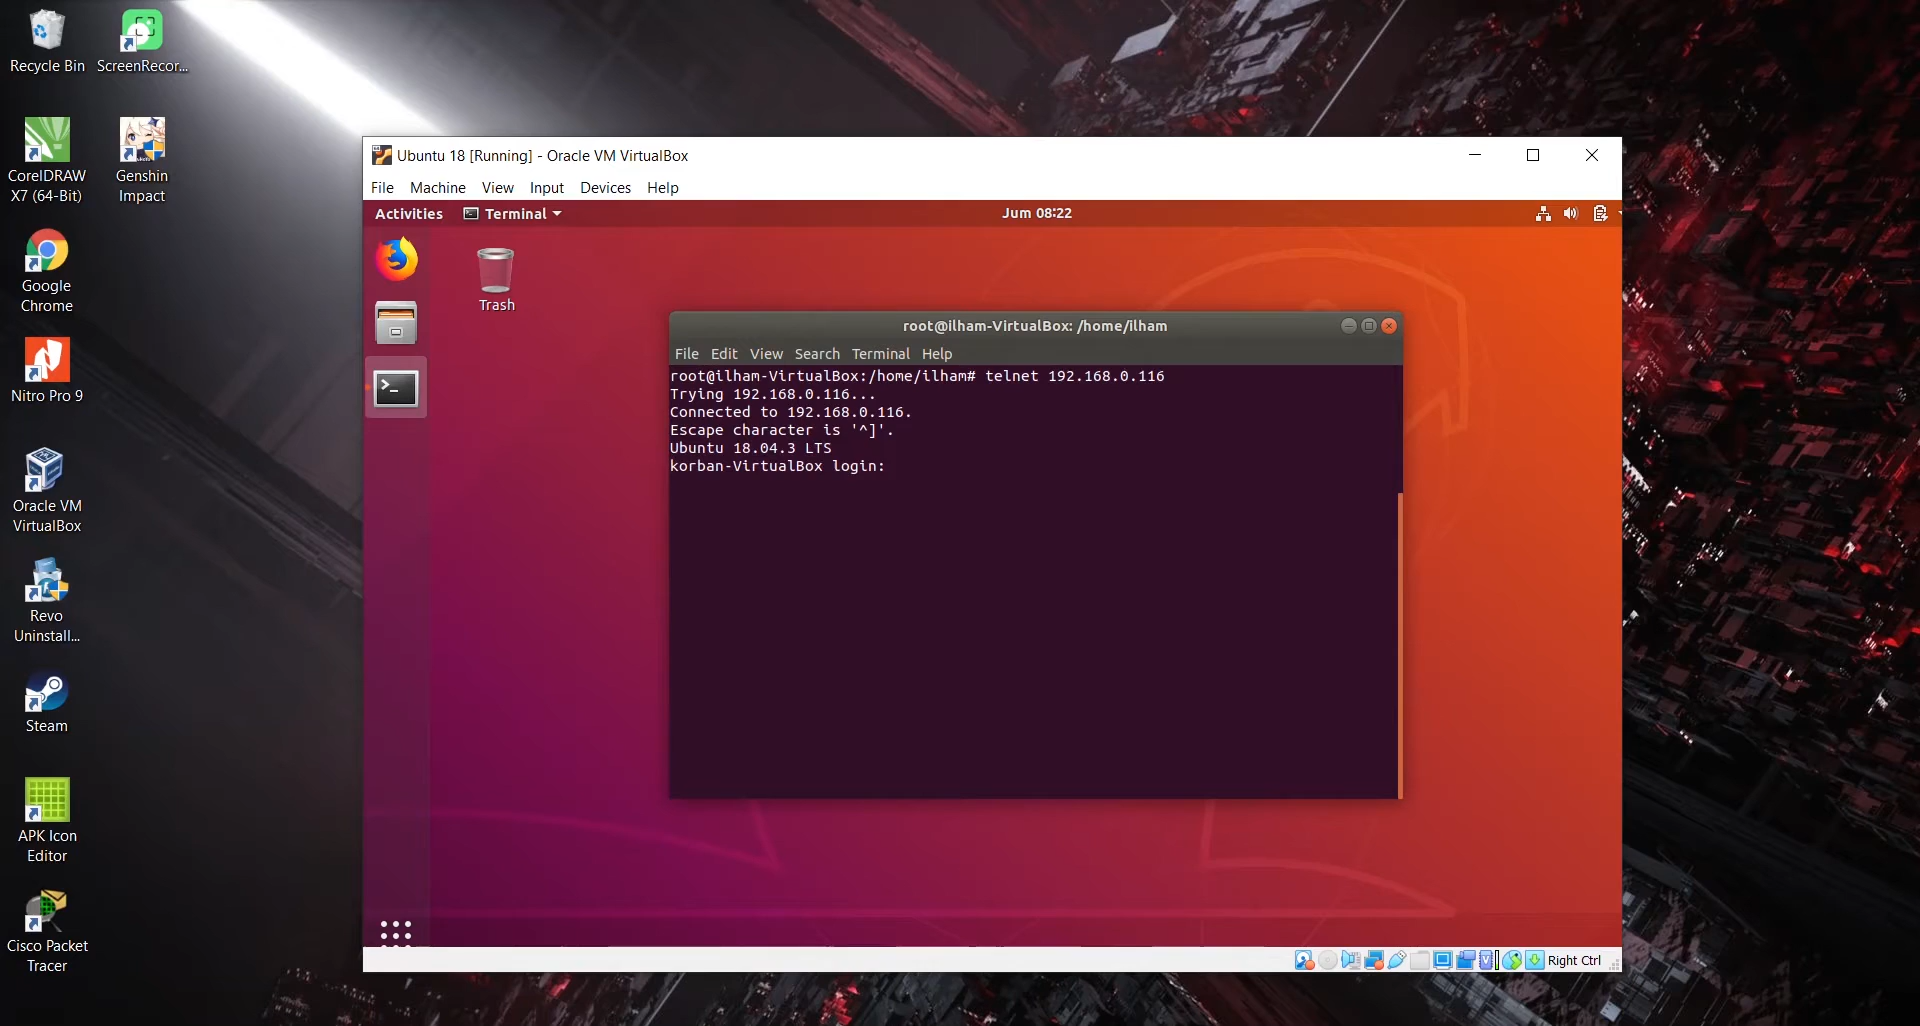 Recycle Bin
ScreenRecor...
CorelDRAW
X7 (64-Bit)
Genshin
Impact
Google
Chrome
Nitro Pro 9
Oracle VM
VirtualBox
Revo
Uninstall...
Steam
APK Icon
Editor
Cisco Packet
Tracer
Ubuntu 18 [Running] - Oracle VM VirtualBox
File Machine View Input Devices Help
Activities Terminal Jum 08:22
Trash
root@ilham-VirtualBox: /home/ilham
File Edit View Search Terminal Help
root@ilham-VirtualBox:/home/ilham# telnet 192.168.0.116
Trying 192.168.0.116...
Connected to 192.168.0.116.
Escape character is '^]'.
Ubuntu 18.04.3 LTS
korban-VirtualBox login:
Right Ctrl